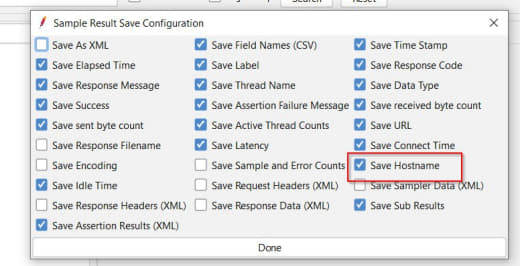 Search Reset
Sample Result Save Configuration
Save As XML Save Field Names (CSV) Save Time Stamp
Save Elapsed Time Save Label Save Response Code
Save Response Message Save Thread Name Save Data Type
Save Success Save Assertion Failure Message Save received byte count
Save sent byte count Save Active Thread Counts Save URL
Save Response Filename Save Latency Save Connect Time
Save Encoding Save Sample and Error Counts Save Hostname
Save Idle Time Save Request Headers (XML) Save Sampler Data (XML)
Save Response Headers (XML) Save Response Data (XML) Save Sub Results
Save Assertion Results (XML)
Done